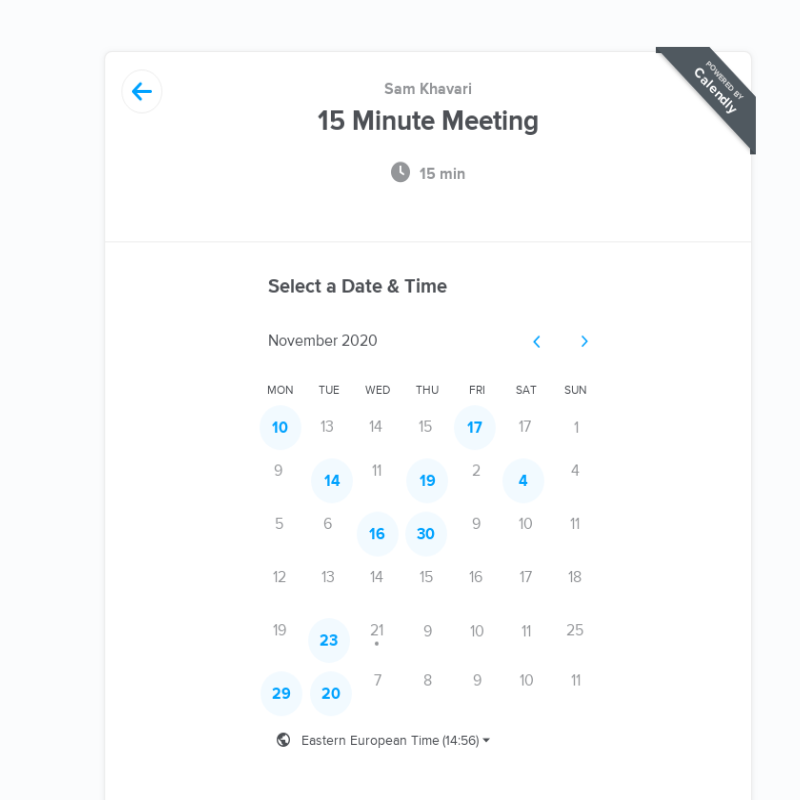 POWERED BY
Calendly
Sam Khavari
15 Minute Meeting
15 min
Select a Date & Time
November 2020
MON TUE WED THU FRI SAT SUN
10 13 14 15 17 17 1
9 14 11 19 2 4 4
5 6 16 30 9 10 11
12 13 14 15 16 17 18
19 23 21 9 10 11 25
29 20 7 8 9 10 11
Eastern European Time (14:56)